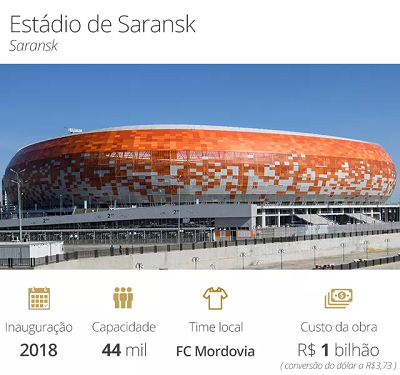 Estádio de Saransk
Saransk
Inauguração
2018
Capacidade
44 mil
Time local
FC Mordovia
Custo da obra
R$ 1 bilhão
( conversão do dólar a R$3,73 )